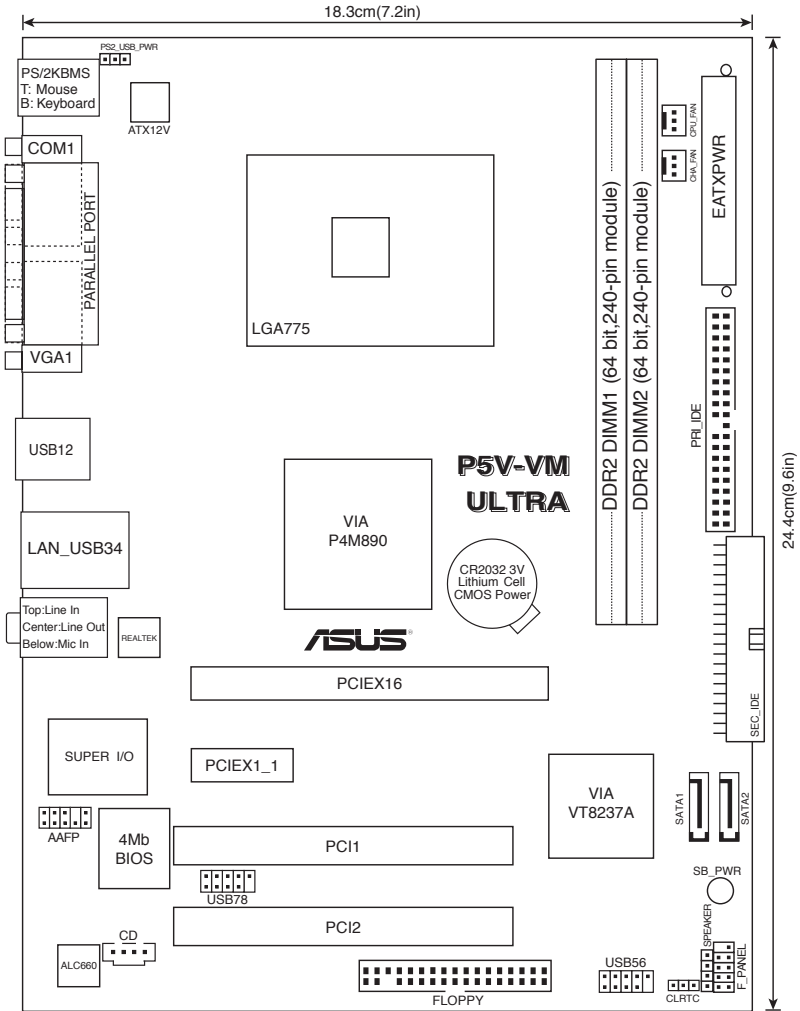 18.3cm(7.2in)
PS2_USB_PWR
PS/2KBMS
T: Mouse
B: Keyboard
ATX12V
CPU_FAN
CHA_FAN
EATXPWR
COM1
PARALLEL PORT
VGA1
LGA775
DDR2 DIMM1 (64 bit,240-pin module)
DDR2 DIMM2 (64 bit,240-pin module)
PRI_IDE
24.4cm(9.6in)
USB12
P5V-VM
ULTRA
VIA
P4M890
LAN_USB34
CR2032 3V
Lithium Cell
CMOS Power
Top:Line In
Center:Line Out
Below:Mic In
REALTEK
ASUS®
PCIEX16
SEC_IDE
SUPER I/O
PCIEX1_1
VIA
VT8237A
SATA1
SATA2
AAFP
4Mb
BIOS
PCI1
USB78
SB_PWR
PCI2
CD
ALC660
FLOPPY
USB56
CLRTC
SPEAKER
F_PANEL